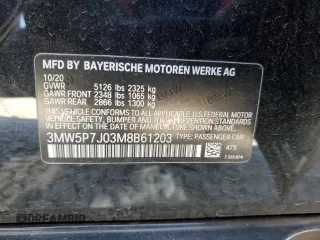 MFD BY BAYERISCHE MOTOREN WERKE AG
10/20
GVWR 5126 lbs 2325 kg
GAWR FRONT 2348 lbs 1065 kg
GAWR REAR 2866 lbs 1300 kg
THIS VEHICLE CONFORMS TO ALL APPLICABLE
FEDERAL MOTOR VEHICLE SAFETY, BUMPER,
AND THEFT PREVENTION STANDARDS IN EFFECT
ON THE DATE OF MANUFACTURE SHOWN ABOVE.
3MW5P7J03M8B61203 TYPE: PASSENGER CAR
475